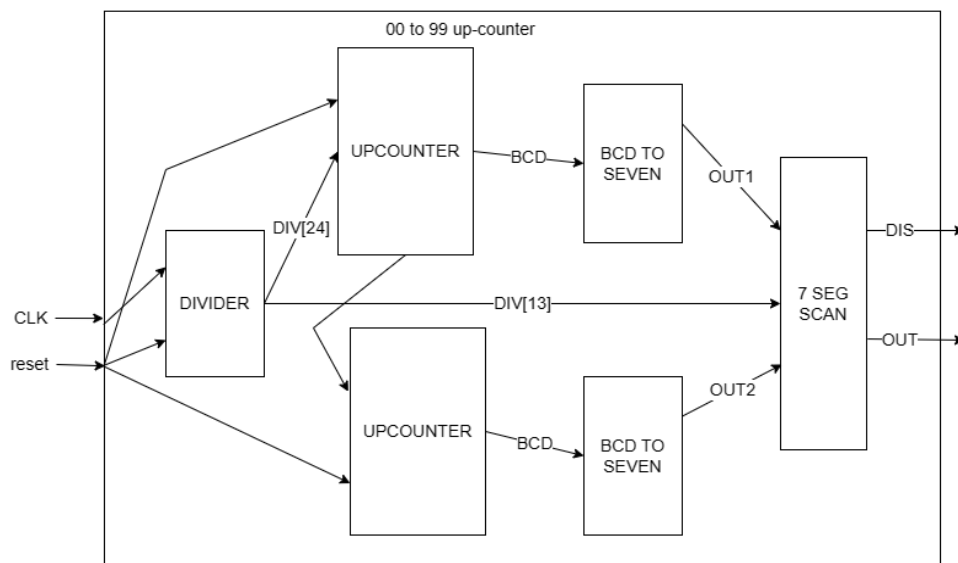 00 to 99 up-counter
UPCOUNTER
BCD
BCD TO
SEVEN
OUT1
DIV[24]
DIS
CLK
DIVIDER
DIV[13]
7 SEG
SCAN
reset
OUT
OUT2
UPCOUNTER
BCD
BCD TO
SEVEN